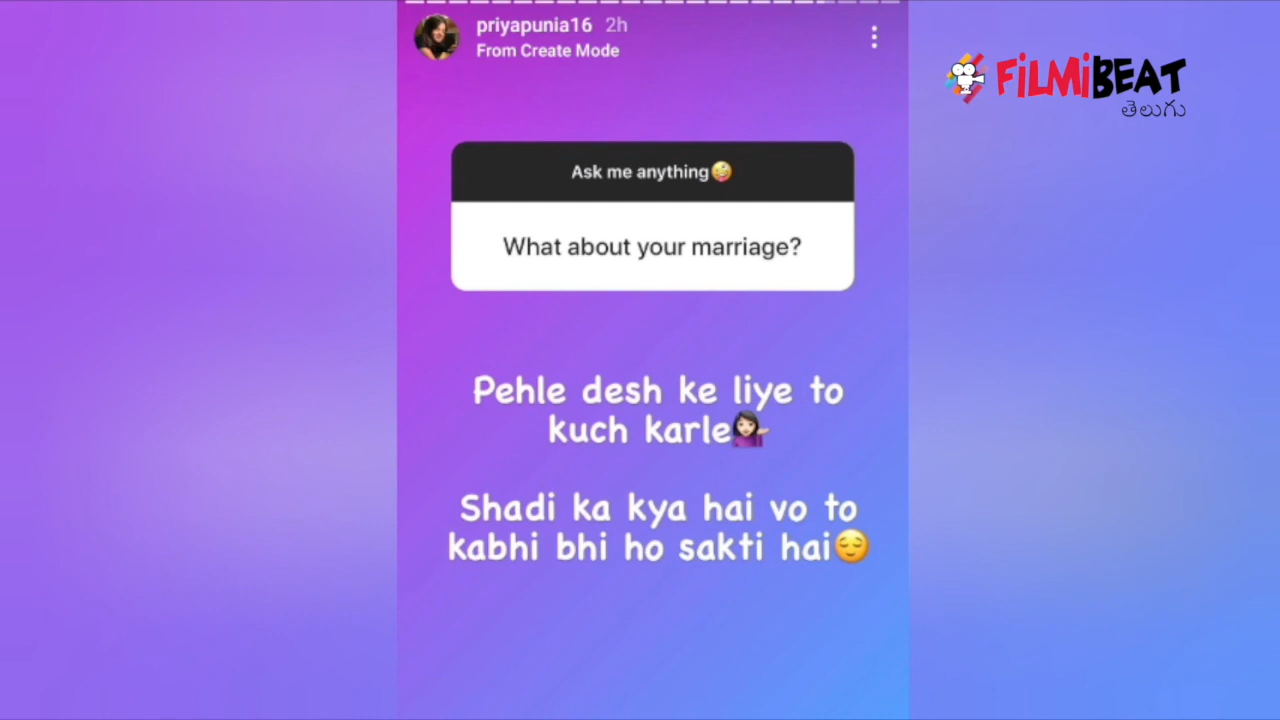 priyapunia16 2h
From Create Mode
FiLMiBEAT
తెలుగు
Ask me anything🤪
What about your marriage?
Pehle desh ke liye to
kuch karle💁🏻‍♀️
Shadi ka kya hai vo to
kabhi bhi ho sakti hai😌